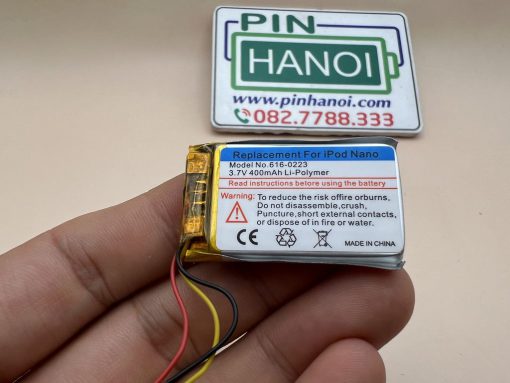 PIN
HANOI
www.pinhanoi.com
082.7788.333
Replacement For iPod Nano
Model No.616-0223
3.7V 400mAh Li-Polymer
Read instructions before using the battery
Warning: To reduce the risk offire orburns,
Do not disassemble,crush,
Puncture,short external contacts,
or dispose of in fire or water.
CE
MADE IN CHINA